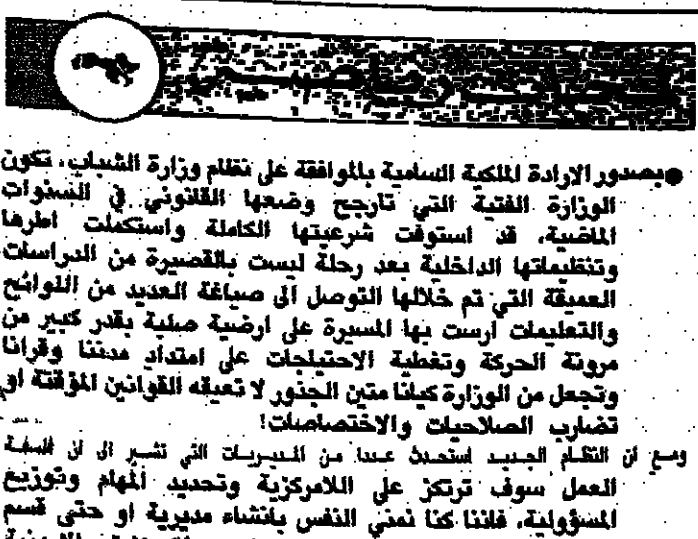 ●بصدور الارادة الملكية السامية بالموافقة على نظام وزارة الشباب، تكون
الوزارة الفتية التي تارجح وضعها القانوني في السنوات
الماضية، قد استوفت شرعيتها الكاملة واستكملت اطرها
وتنظيماتها الداخلية بعد رحلة ليست بالقصيرة من الدراسات
العميقة التي تم خلالها التوصل الى صياغة العديد من اللوائح
والتعليمات ارست بها المسيرة على ارضية صلبة بقدر كبير من
مرونة الحركة وتغطية الاحتياجات على امتداد مدننا وقرانا
وتجعل من الوزارة كيانا متين الجذور لا تعيقه القوانين المؤقتة او
تضارب الصلاحيات والاختصاصات!
ومع ان النظام الجديد استحدث عددا من المديريات التي تشير الى ان فلسفة
العمل سوف ترتكز على اللامركزية وتحديد المهام وتوزيع
المسؤولية، فاننا كنا نمني النفس بانشاء مديرية او حتى قسم